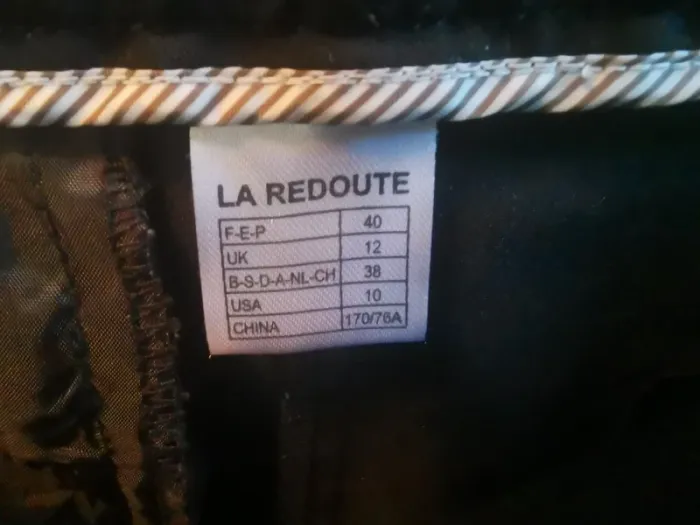 LA REDOUTE
F-E-P 40
UK 12
B-S-D-A-NL-CH 38
USA 10
CHINA 170/76A